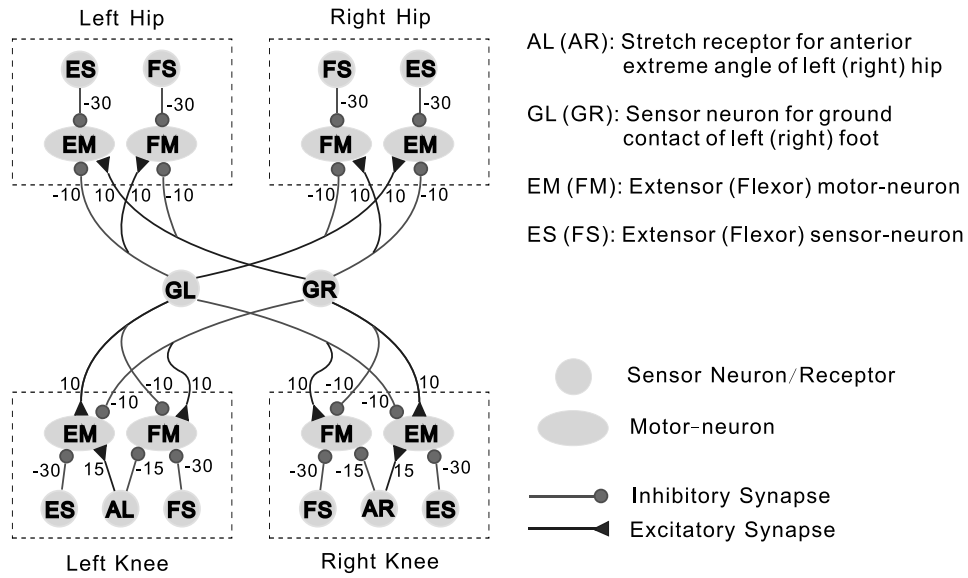 Left Hip
Right Hip
ES FS FS ES
-30 -30 -30 -30
EM FM FM EM
-10 10 10 -10 -10 10 10 -10
GL GR
10 -10 -10 10 10 -10 -10 10
EM FM FM EM
-30 15 -15 -30 -30 -15 15 -30
ES AL FS FS AR ES
Left Knee
Right Knee
AL (AR): Stretch receptor for anterior
extreme angle of left (right) hip
GL (GR): Sensor neuron for ground
contact of left (right) foot
EM (FM): Extensor (Flexor) motor-neuron
ES (FS): Extensor (Flexor) sensor-neuron
Sensor Neuron/Receptor
Motor-neuron
Inhibitory Synapse
Excitatory Synapse